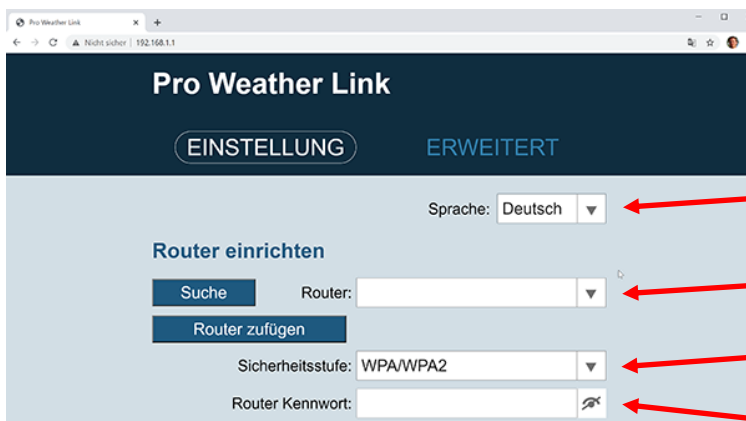 Pro Weather Link
Nicht sicher | 192.168.1.1
Pro Weather Link
EINSTELLUNG ERWEITERT
Sprache: Deutsch
Router einrichten
Suche Router:
Router zufügen
Sicherheitsstufe: WPA/WPA2
Router Kennwort: